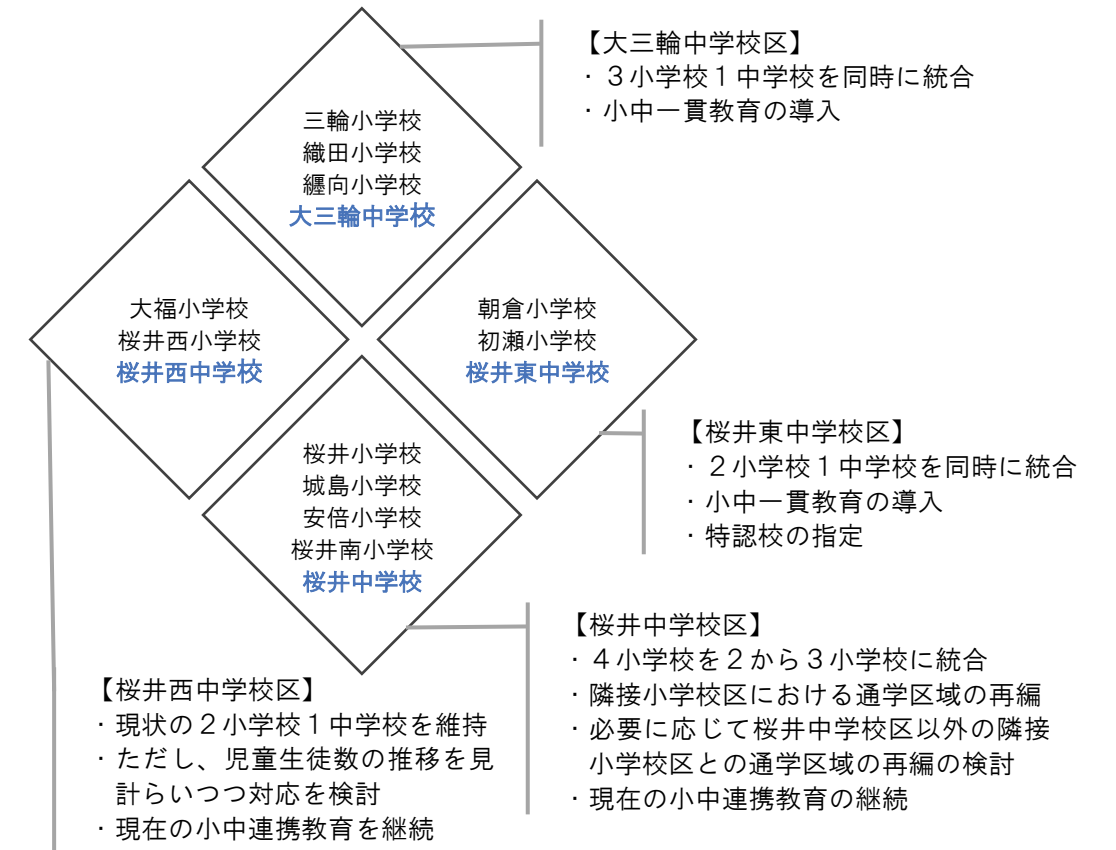 三輪小学校
織田小学校
纒向小学校
大三輪中学校
【大三輪中学校区】
・３小学校１中学校を同時に統合
・小中一貫教育の導入
大福小学校
桜井西小学校
桜井西中学校
朝倉小学校
初瀬小学校
桜井東中学校
【桜井東中学校区】
・２小学校１中学校を同時に統合
・小中一貫教育の導入
・特認校の指定
桜井小学校
城島小学校
安倍小学校
桜井南小学校
桜井中学校
【桜井中学校区】
・４小学校を２から３小学校に統合
・隣接小学校区における通学区域の再編
・必要に応じて桜井中学校区以外の隣接
小学校区との通学区域の再編の検討
・現在の小中連携教育の継続
【桜井西中学校区】
・現状の２小学校１中学校を維持
・ただし、児童生徒数の推移を見
計らいつつ対応を検討
・現在の小中連携教育を継続